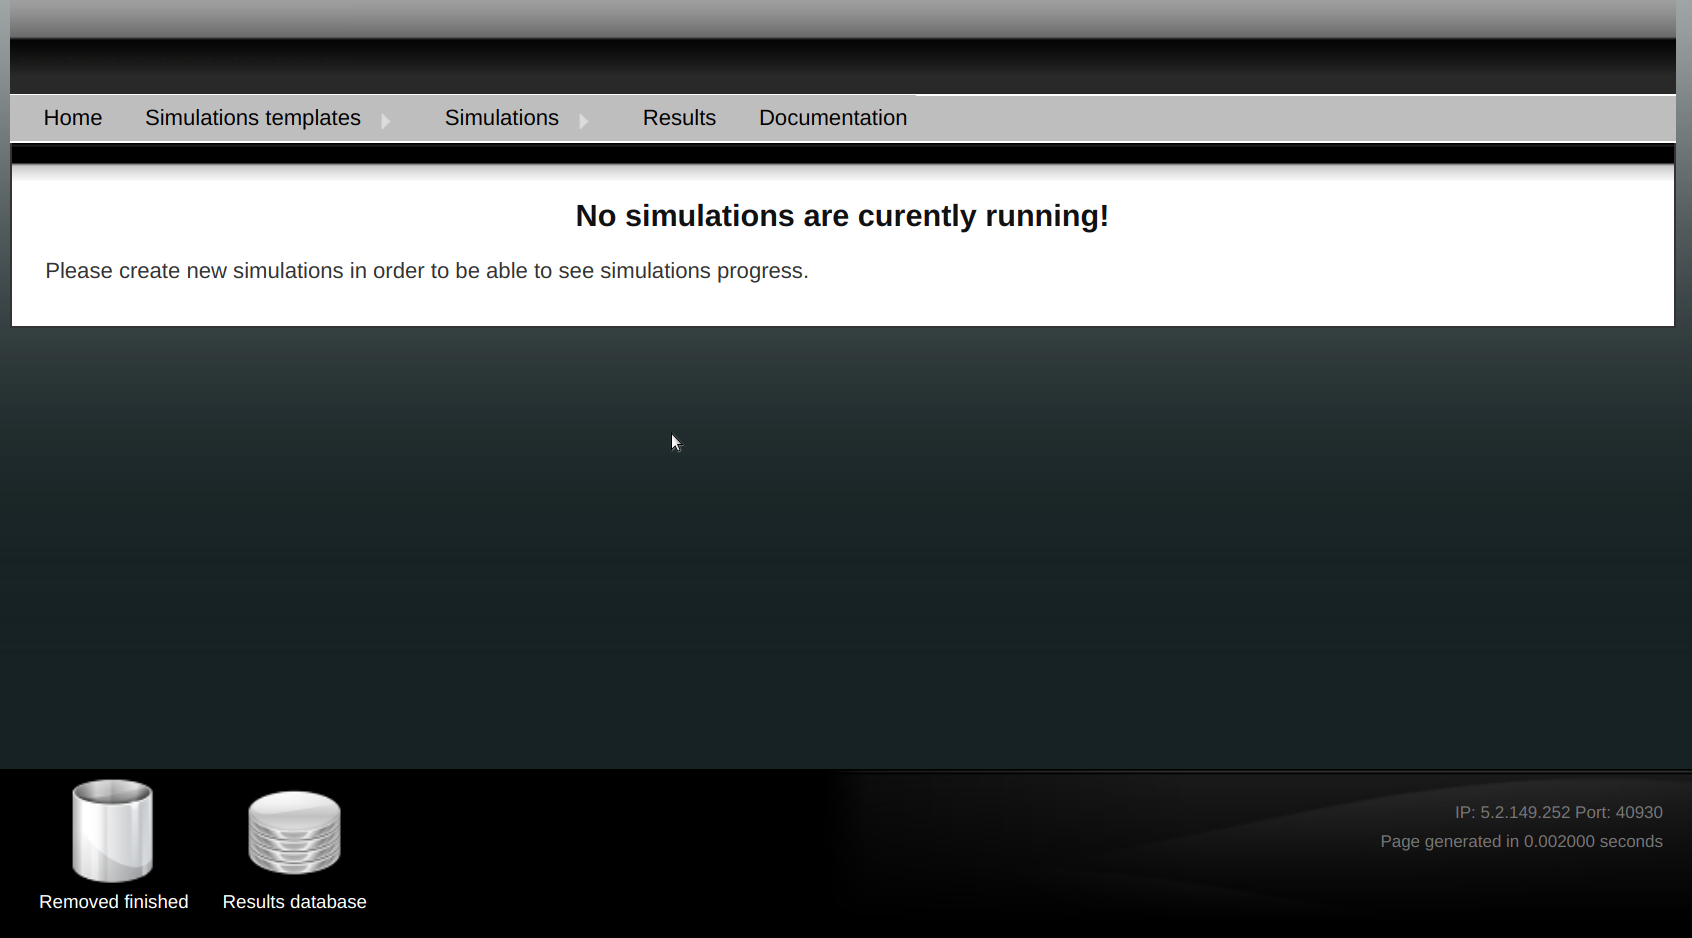 Home Simulations templates Simulations Results Documentation
No simulations are curently running!
Please create new simulations in order to be able to see simulations progress.
IP: 5.2.149.252 Port: 40930
Page generated in 0.002000 seconds
Removed finished Results database